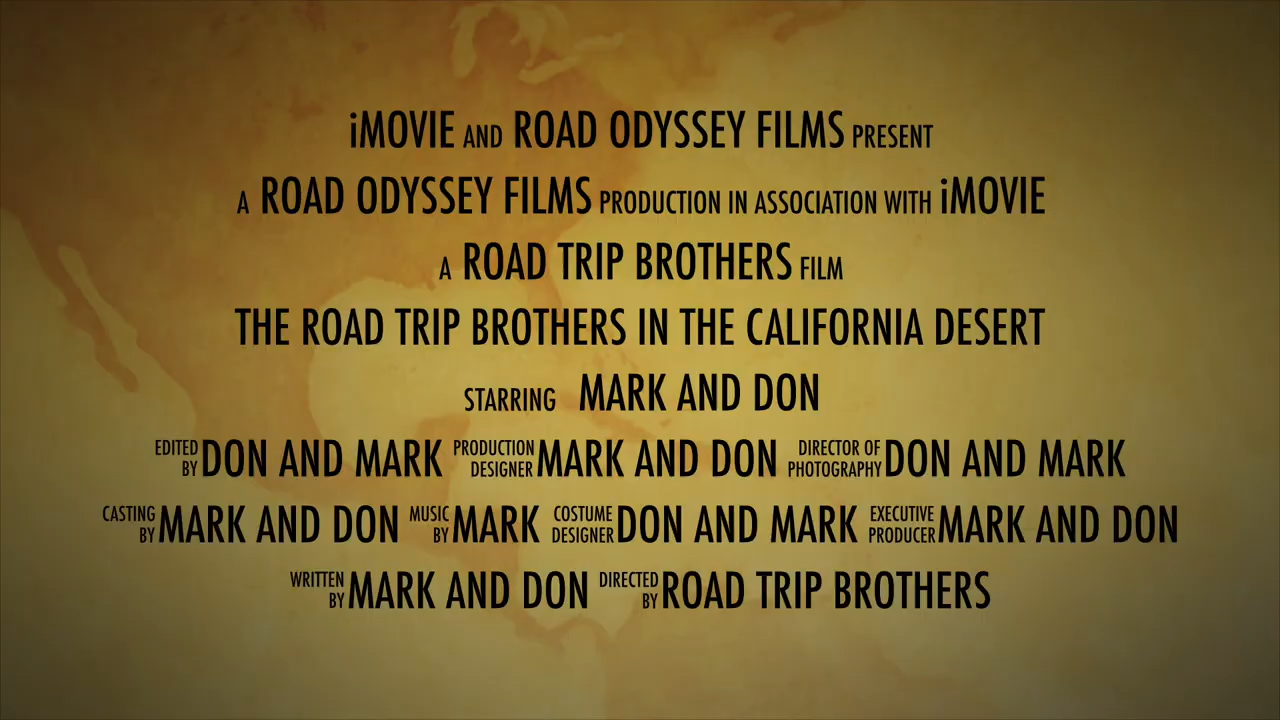 iMOVIE AND ROAD ODYSSEY FILMS PRESENT
A ROAD ODYSSEY FILMS PRODUCTION IN ASSOCIATION WITH iMOVIE
A ROAD TRIP BROTHERS FILM
THE ROAD TRIP BROTHERS IN THE CALIFORNIA DESERT
STARRING MARK AND DON
EDITED BY DON AND MARK PRODUCTION DESIGNER MARK AND DON DIRECTOR OF PHOTOGRAPHY DON AND MARK
CASTING BY MARK AND DON MUSIC BY MARK COSTUME DESIGNER DON AND MARK EXECUTIVE PRODUCER MARK AND DON
WRITTEN BY MARK AND DON DIRECTED BY ROAD TRIP BROTHERS